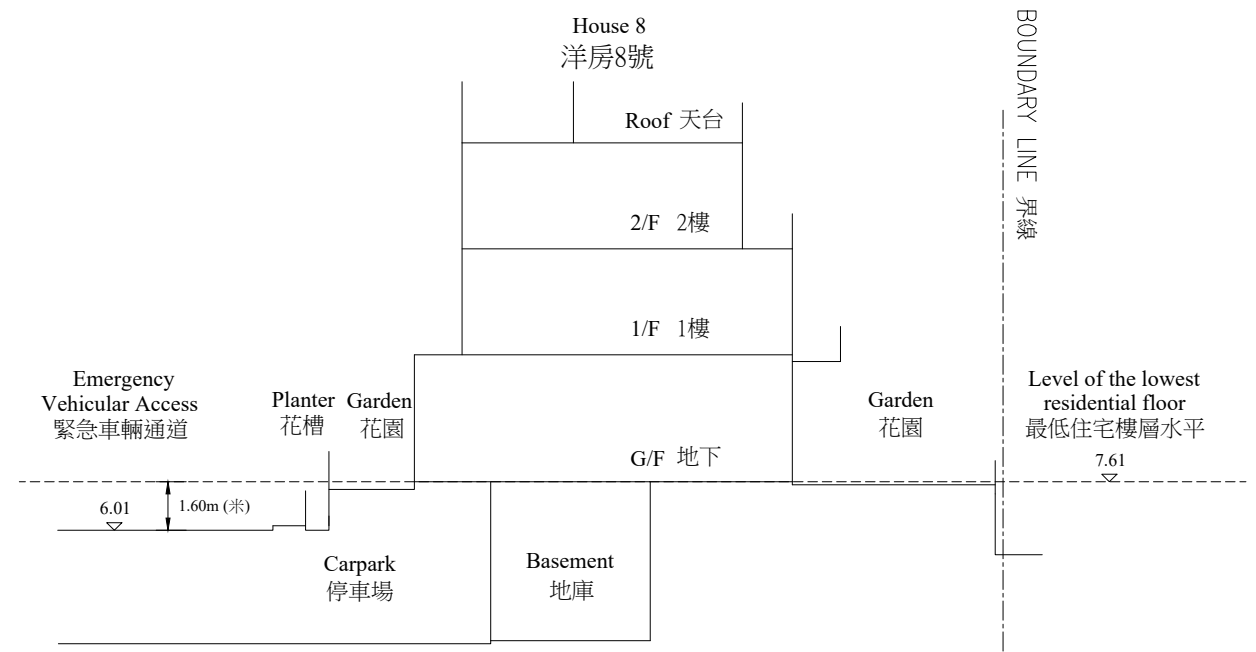 House 8
洋房8號
BOUNDARY LINE 界線
Roof 天台
2/F 2樓
1/F 1樓
Emergency
Vehicular Access
緊急車輛通道
Planter
花槽
Garden
花園
Garden
花園
Level of the lowest
residential floor
最低住宅樓層水平
7.61
G/F 地下
6.01
1.60m (米)
Carpark
停車場
Basement
地庫